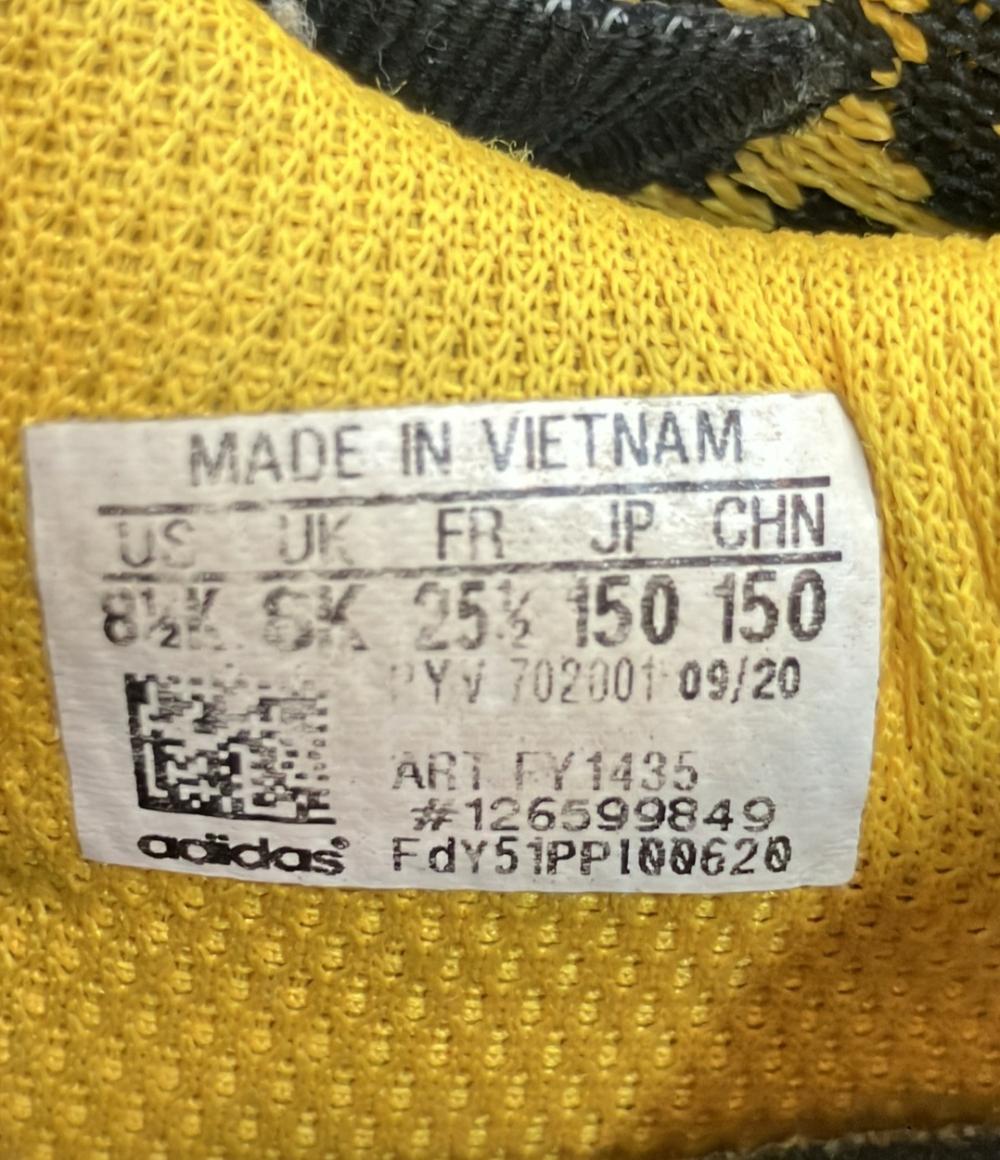 MADE IN VIETNAM
US UK FR JP CHN
8½K 8K 25½ 150 150
PYV 702001 09/20
ART FY1435
#126599849
FdY51PP100620
adidas®